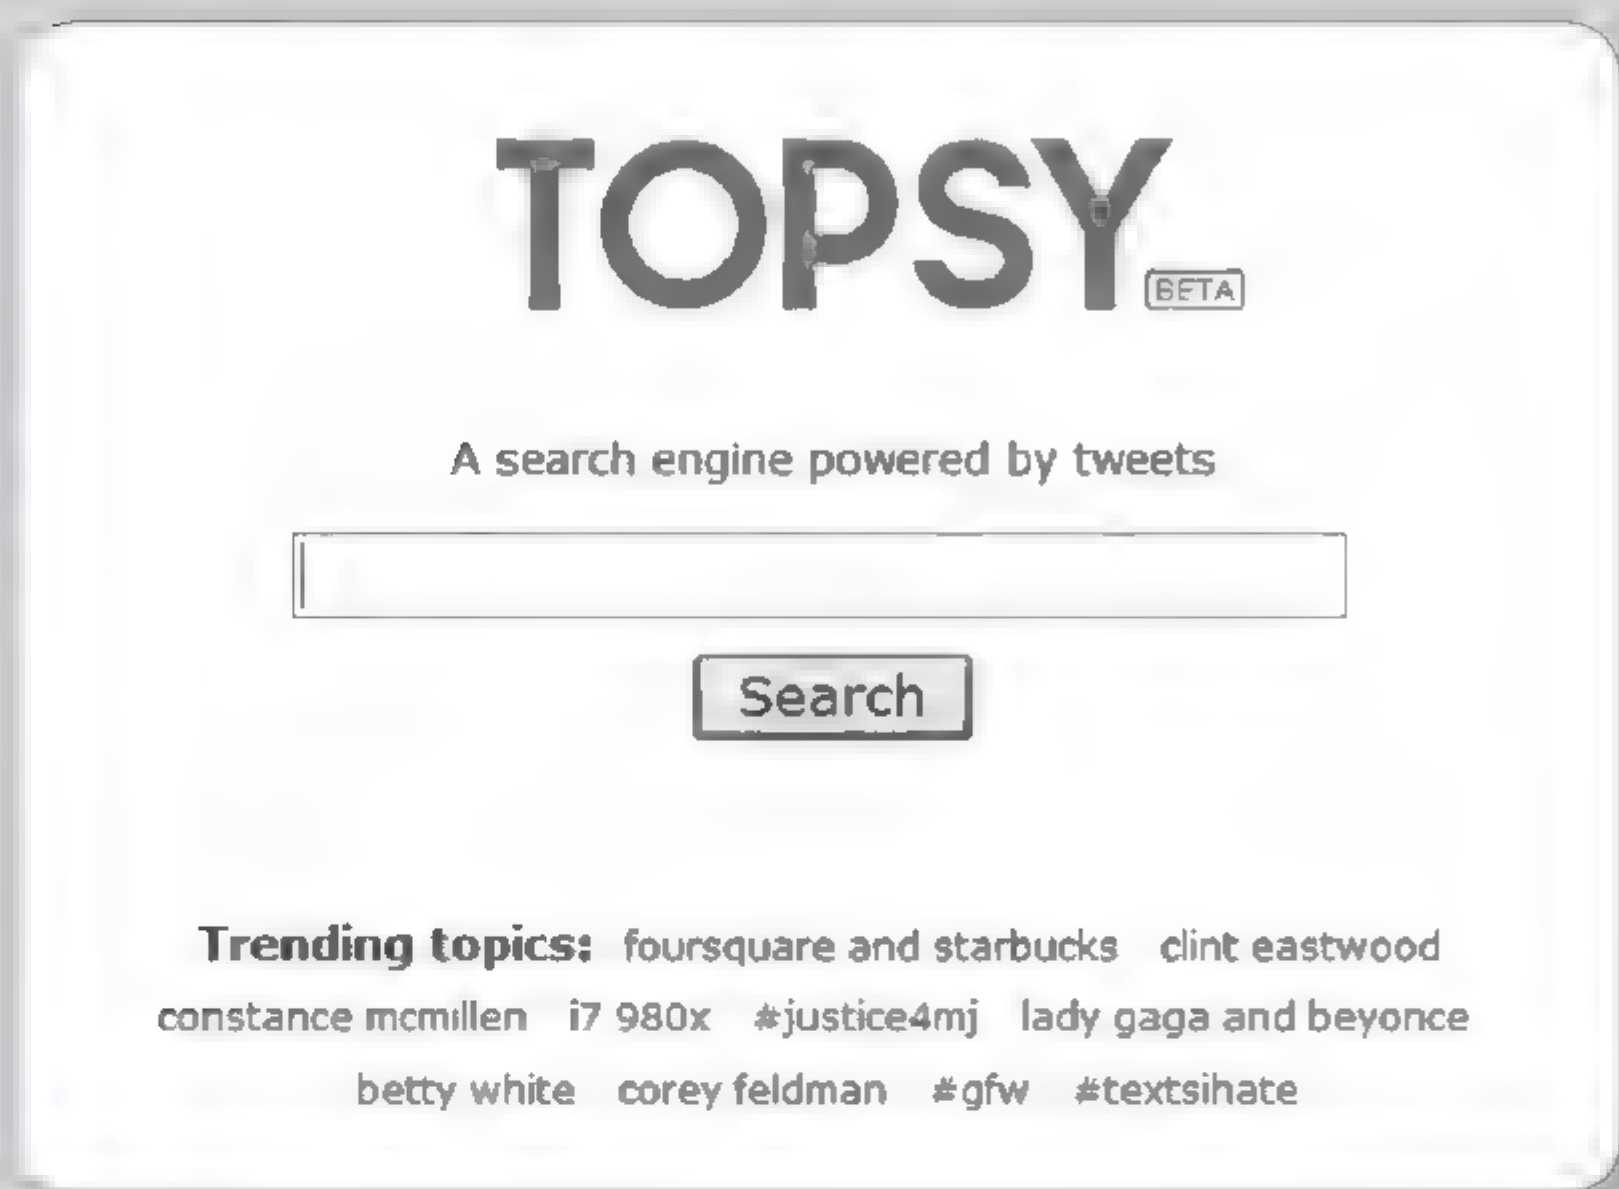 TOPSY BETA
A search engine powered by tweets
Search
Trending topics: foursquare and starbucks clint eastwood
constance mcmillen i7 980x #justice4mj lady gaga and beyonce
betty white corey feldman #gfw #textsihate